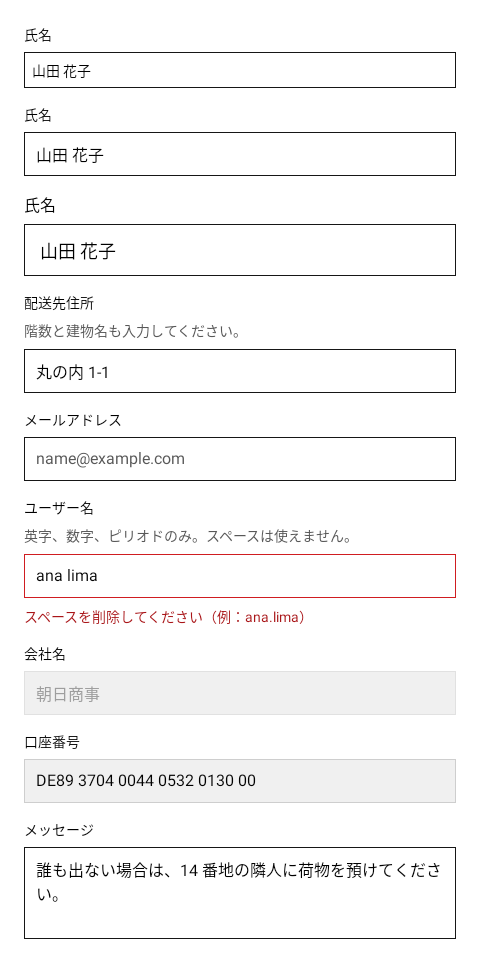 氏名
山田 花子
氏名
山田 花子
氏名
山田 花子
配送先住所
階数と建物名も入力してください。
丸の内 1-1
メールアドレス
name@example.com
ユーザー名
英字、数字、ピリオドのみ。スペースは使えません。
ana lima
スペースを削除してください（例：ana.lima）
会社名
朝日商事
口座番号
DE89 3704 0044 0532 0130 00
メッセージ
誰も出ない場合は、14 番地の隣人に荷物を預けてくださ
い。